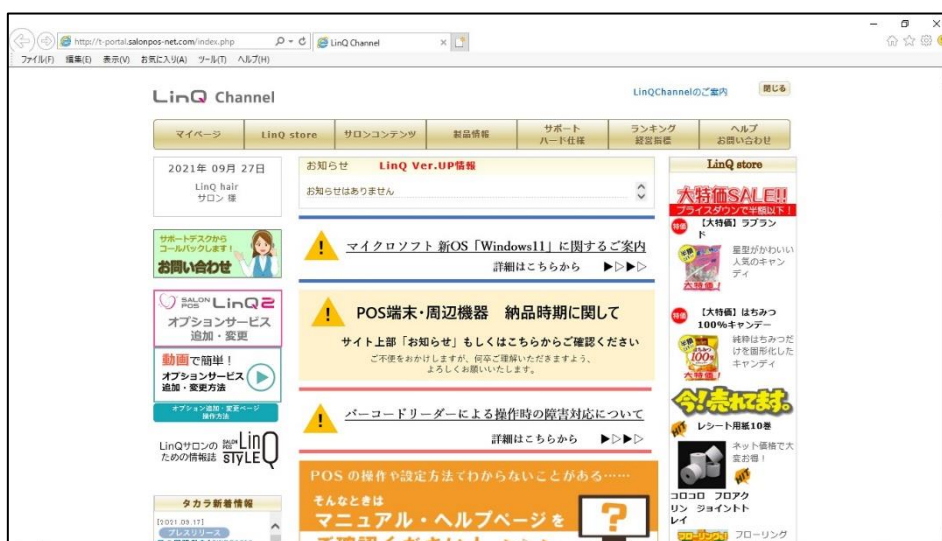 http://t-portal.salonpos-net.com/index.php
LinQ Channel
ファイル(F) 編集(E) 表示(V) お気に入り(A) ツール(T) ヘルプ(H)
LinQ Channel
LinQChannelのご案内
閉じる
マイページ
LinQ store
サロンコンテンツ
製品情報
サポート
ハード仕様
ランキング
経営指標
ヘルプ
お問い合わせ
2021年 09月 27日
LinQ hair
サロン 様
サポートデスクから
コールバックします!
お問い合わせ
SALON POS LinQ2
オプションサービス
追加・変更
動画で簡単!
オプションサービス
追加・変更方法
オプション追加・変更ページ
操作方法
LinQサロンの
ための情報誌
SALON POS LinQ STYLE
タカラ新着情報
[2021.09.17]
プレスリリース
お知らせ LinQ Ver.UP情報
お知らせはありません
マイクロソフト 新OS「Windows11」に関するご案内
詳細はこちらから ▶▷▶▷
POS端末・周辺機器 納品時期に関して
サイト上部「お知らせ」もしくはこちらからご確認ください
ご不便をおかけしますが、何卒ご理解いただきますよう、
よろしくお願いいたします。
バーコードリーダーによる操作時の障害対応について
詳細はこちらから ▶▷▶▷
POS の操作や設定方法でわからないことがある……
そんなときは
マニュアル・ヘルプページを
?
LinQ store
大特価SALE!!
プライスダウンで半額以下!
特価
【大特価】ラブラン
ド
半額
大特価!
星型がかわいい
人気のキャン
ディ
特価
【大特価】はちみつ
100%キャンデー
半額
100%
大特価!
純粋はちみつだ
けを固形化した
キャンディ
今!売れてます。
HIT
レシート用紙10巻
ネット価格で大
変お得!
HIT
コロコロ フロアク
リン ジョイントト
レイ
フローリング